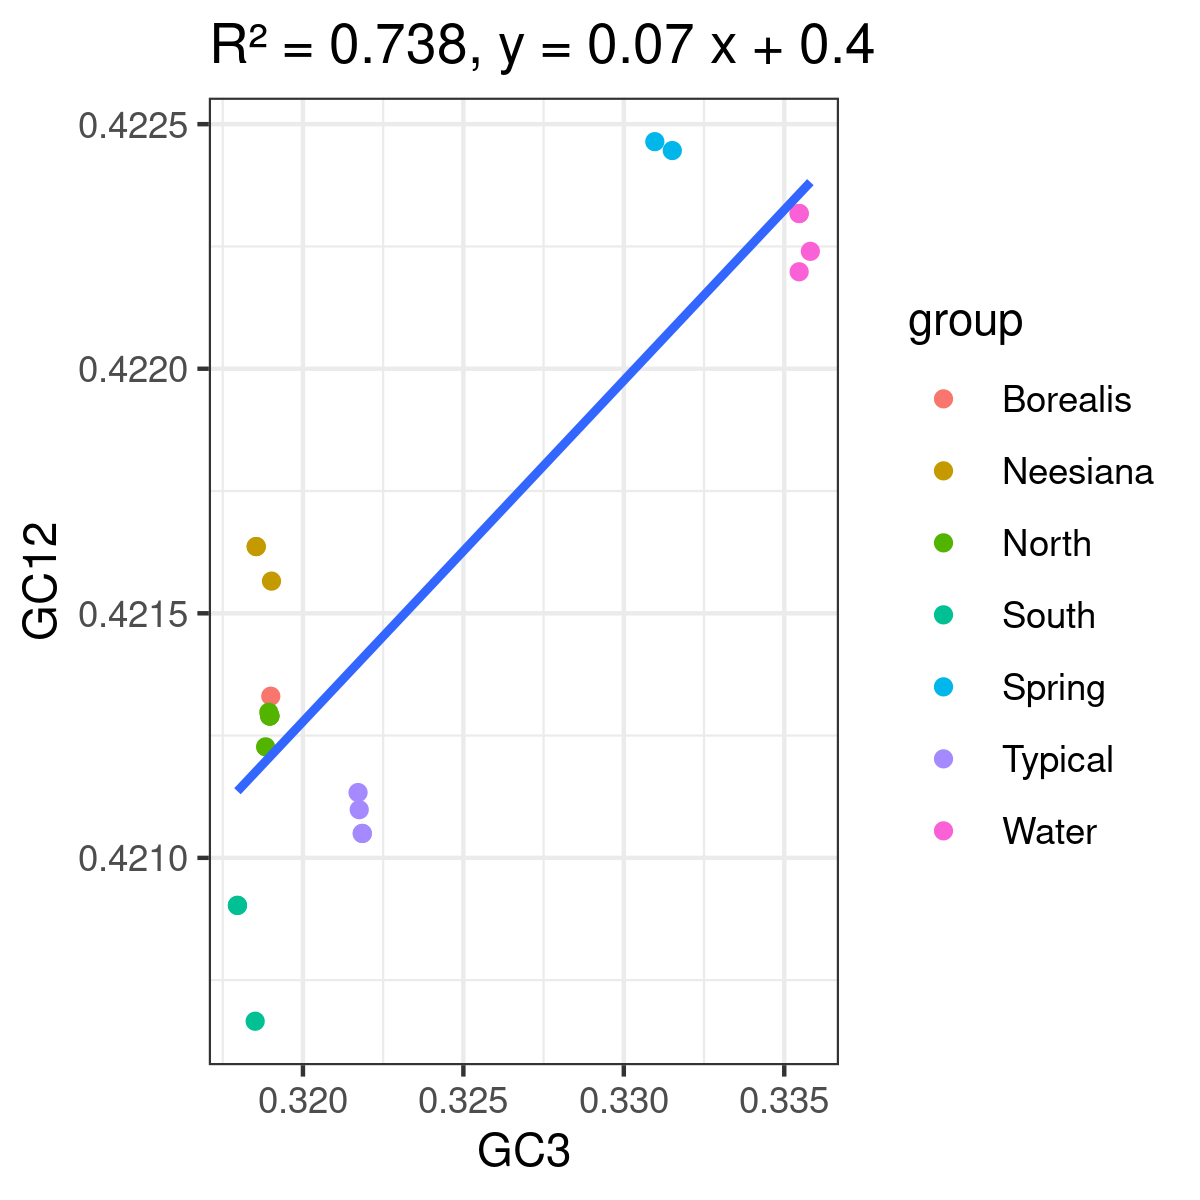 R² = 0.738, y = 0.07 x + 0.4
0.4225
0.4220
0.4215
0.4210
GC12
0.320 0.325 0.330 0.335
GC3
group
Borealis
Neesiana
North
South
Spring
Typical
Water